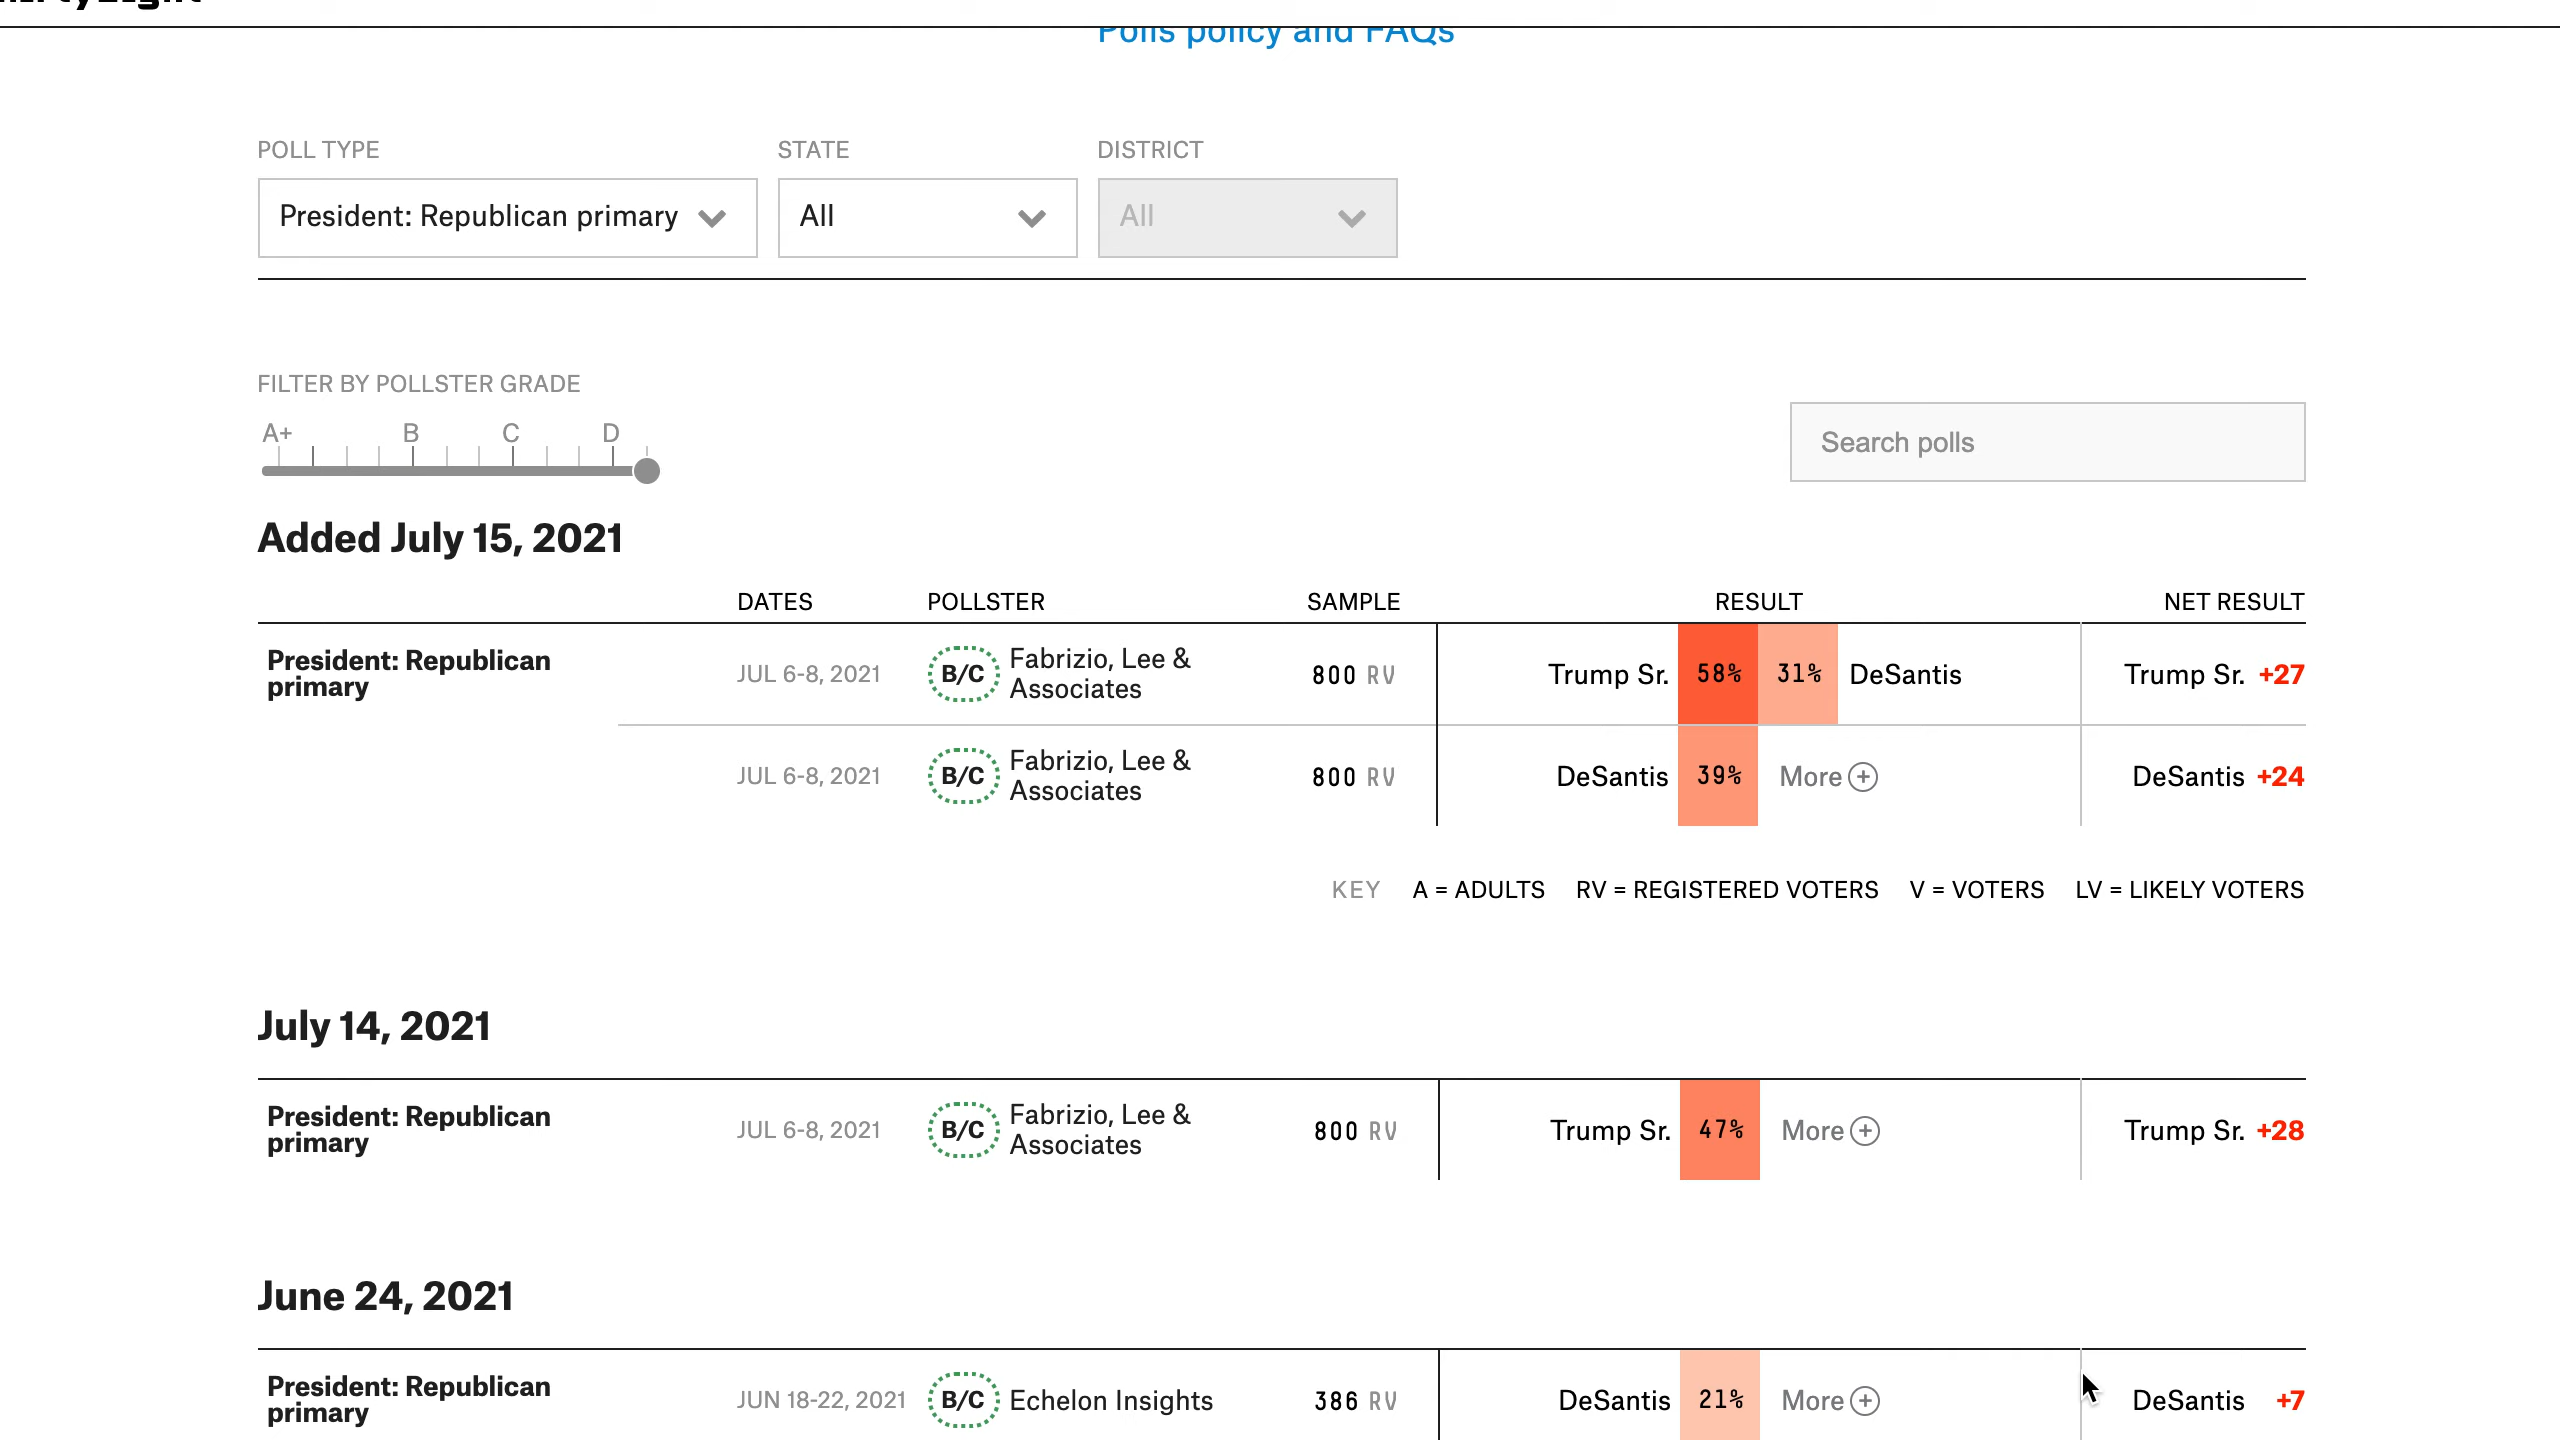 Polls policy and FAQs
POLL TYPE STATE DISTRICT
President: Republican primary All All
FILTER BY POLLSTER GRADE
A+ B C D
Search polls
Added July 15, 2021
DATES POLLSTER SAMPLE RESULT NET RESULT
President: Republican primary JUL 6-8, 2021 B/C Fabrizio, Lee & Associates 800 RV Trump Sr. 58% 31% DeSantis Trump Sr. +27
JUL 6-8, 2021 B/C Fabrizio, Lee & Associates 800 RV DeSantis 39% More + DeSantis +24
KEY A = ADULTS RV = REGISTERED VOTERS V = VOTERS LV = LIKELY VOTERS
July 14, 2021
President: Republican primary JUL 6-8, 2021 B/C Fabrizio, Lee & Associates 800 RV Trump Sr. 47% More + Trump Sr. +28
June 24, 2021
President: Republican primary JUN 18-22, 2021 B/C Echelon Insights 386 RV DeSantis 21% More + DeSantis +7